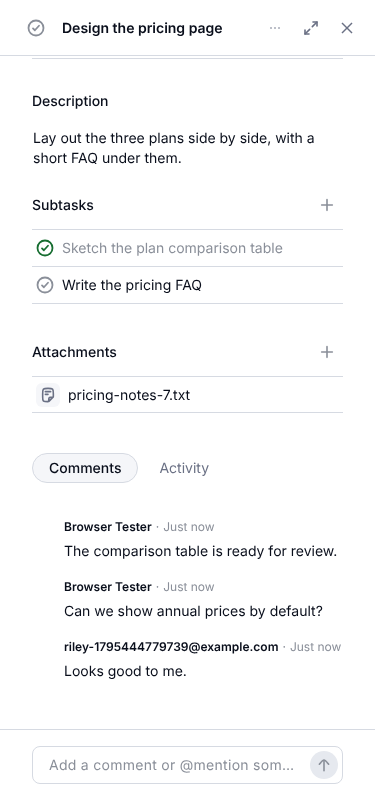 Design the pricing page
Description
Lay out the three plans side by side, with a
short FAQ under them.
Subtasks
Sketch the plan comparison table
Write the pricing FAQ
Attachments
pricing-notes-7.txt
Comments
Activity
Browser Tester · Just now
The comparison table is ready for review.
Browser Tester · Just now
Can we show annual prices by default?
riley-1795444779739@example.com · Just now
Looks good to me.
Add a comment or @mention som...